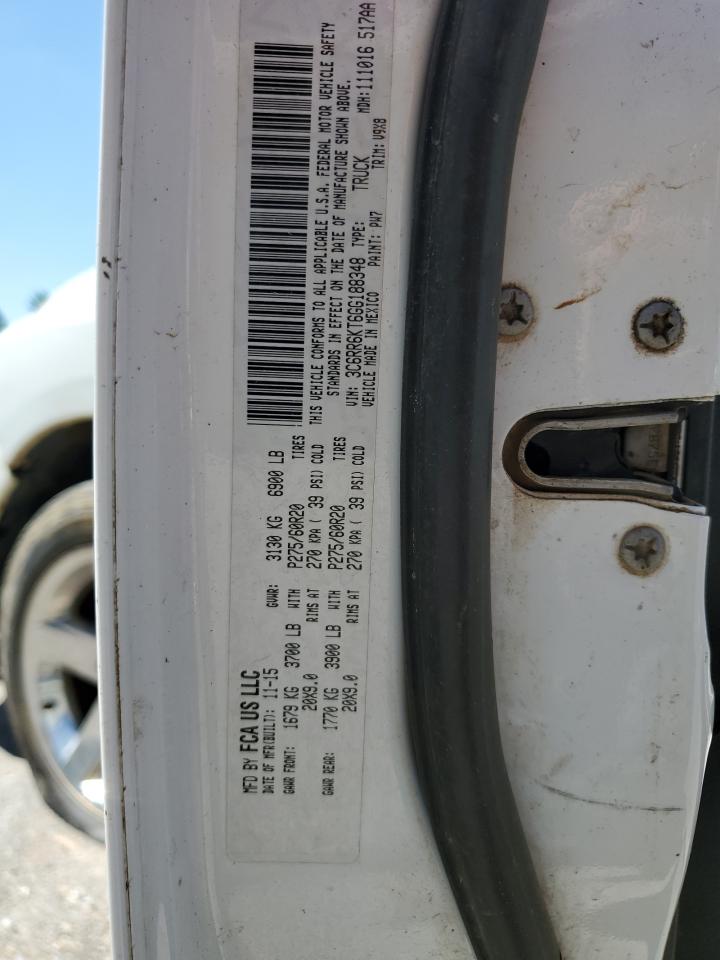 MFD BY FCA US LLC
DATE OF MFR(BUILT): 11-15 GVWR: 3130 KG 6900 LB
GAWR FRONT: 1679 KG 3700 LB WITH P275/60R20 TIRES
20X9.0 RIMS AT 270 KPA ( 39 PSI) COLD
GAWR REAR: 1770 KG 3900 LB WITH P275/60R20 TIRES
20X9.0 RIMS AT 270 KPA ( 39 PSI) COLD
THIS VEHICLE CONFORMS TO ALL APPLICABLE U.S.A. FEDERAL MOTOR VEHICLE SAFETY
STANDARDS IN EFFECT ON THE DATE OF MANUFACTURE SHOWN ABOVE.
VIN: 3C6RR6KT6GG188348 TYPE: TRUCK MDH:111016 517AA
VEHICLE MADE IN MEXICO PAINT: PW7 TRIM: V9X8